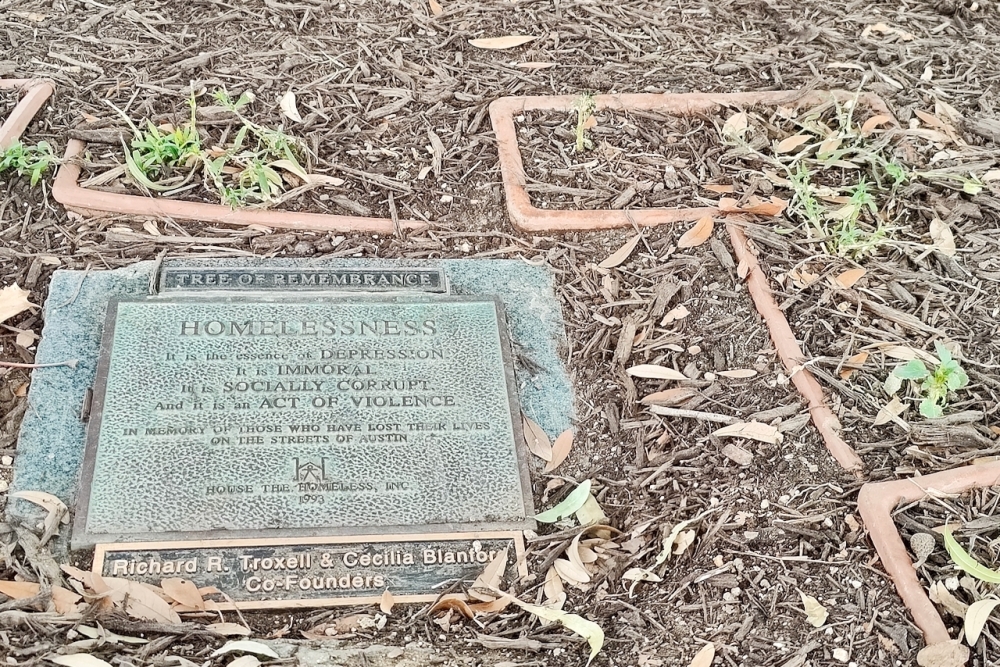 TREE OF REMEMBRANCE
HOMELESSNESS
It is the essence of DEPRESSION
It is IMMORAL
It is SOCIALLY CORRUPT
And it is an ACT OF VIOLENCE
IN MEMORY OF THOSE WHO HAVE LOST THEIR LIVES
ON THE STREETS OF AUSTIN
HOUSE THE HOMELESS, INC
1993
Richard R. Troxell & Cecilia Blanfor
Co-Founders